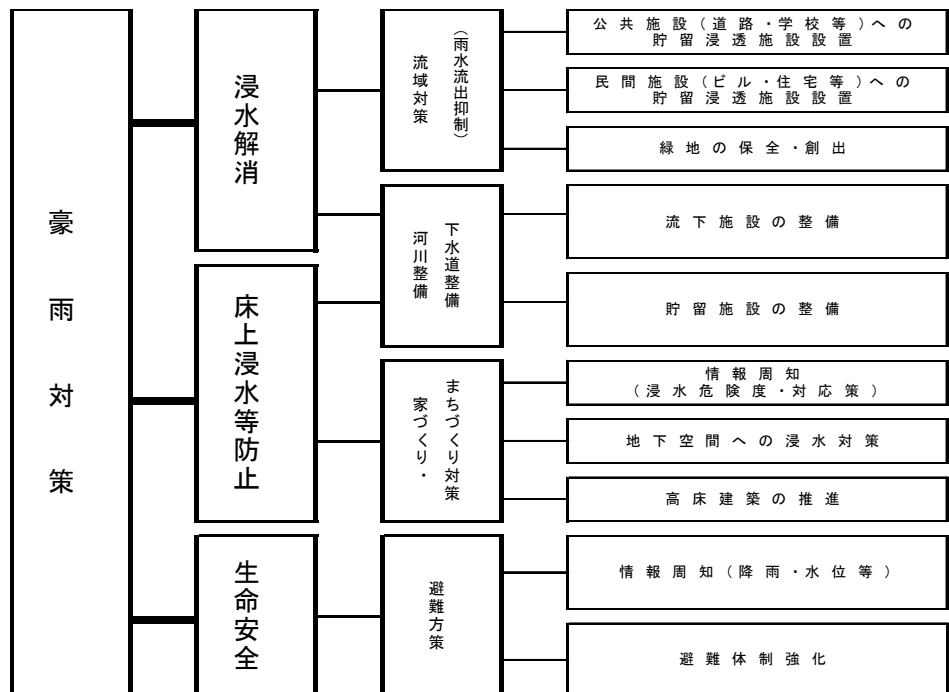 豪雨対策
浸水解消
床上浸水等防止
生命安全
流域対策
（雨水流出抑制）
河川整備
下水道整備
家づくり・
まちづくり対策
避難方策
公共施設（道路・学校等）への
貯留浸透施設設置
民間施設（ビル・住宅等）への
貯留浸透施設設置
緑地の保全・創出
流下施設の整備
貯留施設の整備
情報周知
（浸水危険度・対応策）
地下空間への浸水対策
高床建築の推進
情報周知（降雨・水位等）
避難体制強化